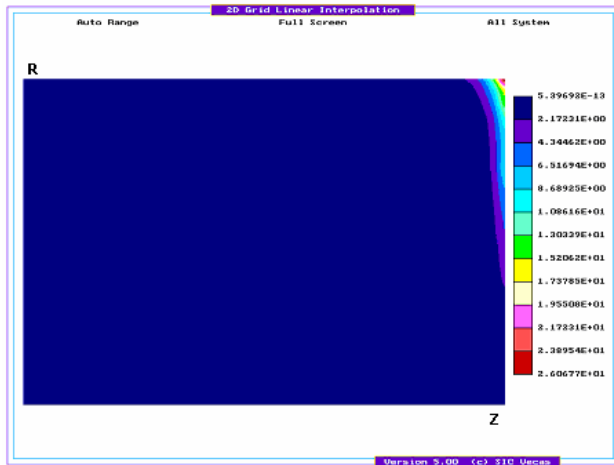 2D Grid Linear Interpolation
Auto Range Full Screen All System
R
5.39693E-13
2.17231E+00
4.34462E+00
6.51694E+00
8.68925E+00
1.08616E+01
1.30339E+01
1.52062E+01
1.73785E+01
1.95508E+01
2.17231E+01
2.38954E+01
2.60677E+01
Z
Version 5.00 (c) SIC Vecas